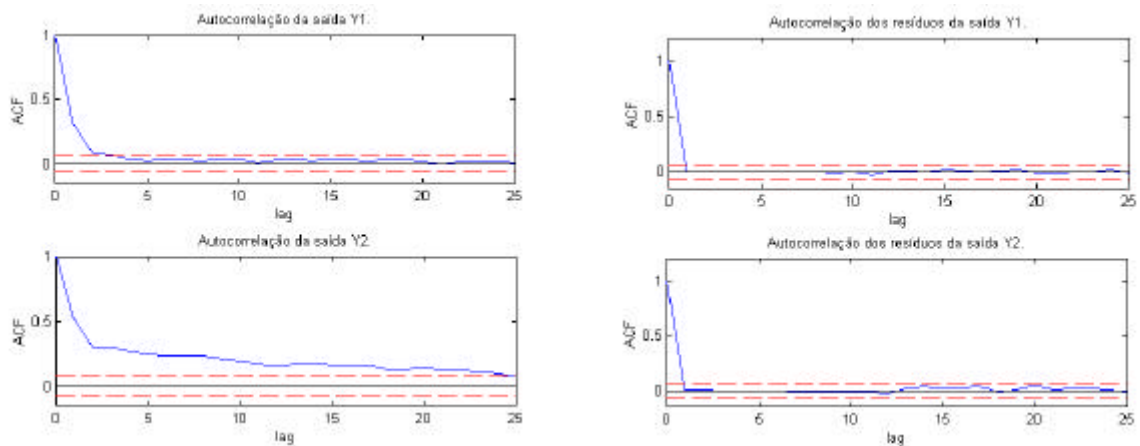 Autocorrelação da saída Y1.
ACF
1
0.5
0
0 5 10 15 20 25
lag
Autocorrelação dos resíduos da saída Y1.
ACF
1
0.5
0
0 5 10 15 20 25
lag
Autocorrelação da saída Y2.
ACF
1
0.5
0
0 5 10 15 20 25
lag
Autocorrelação dos resíduos da saída Y2.
ACF
1
0.5
0
0 5 10 15 20 25
lag